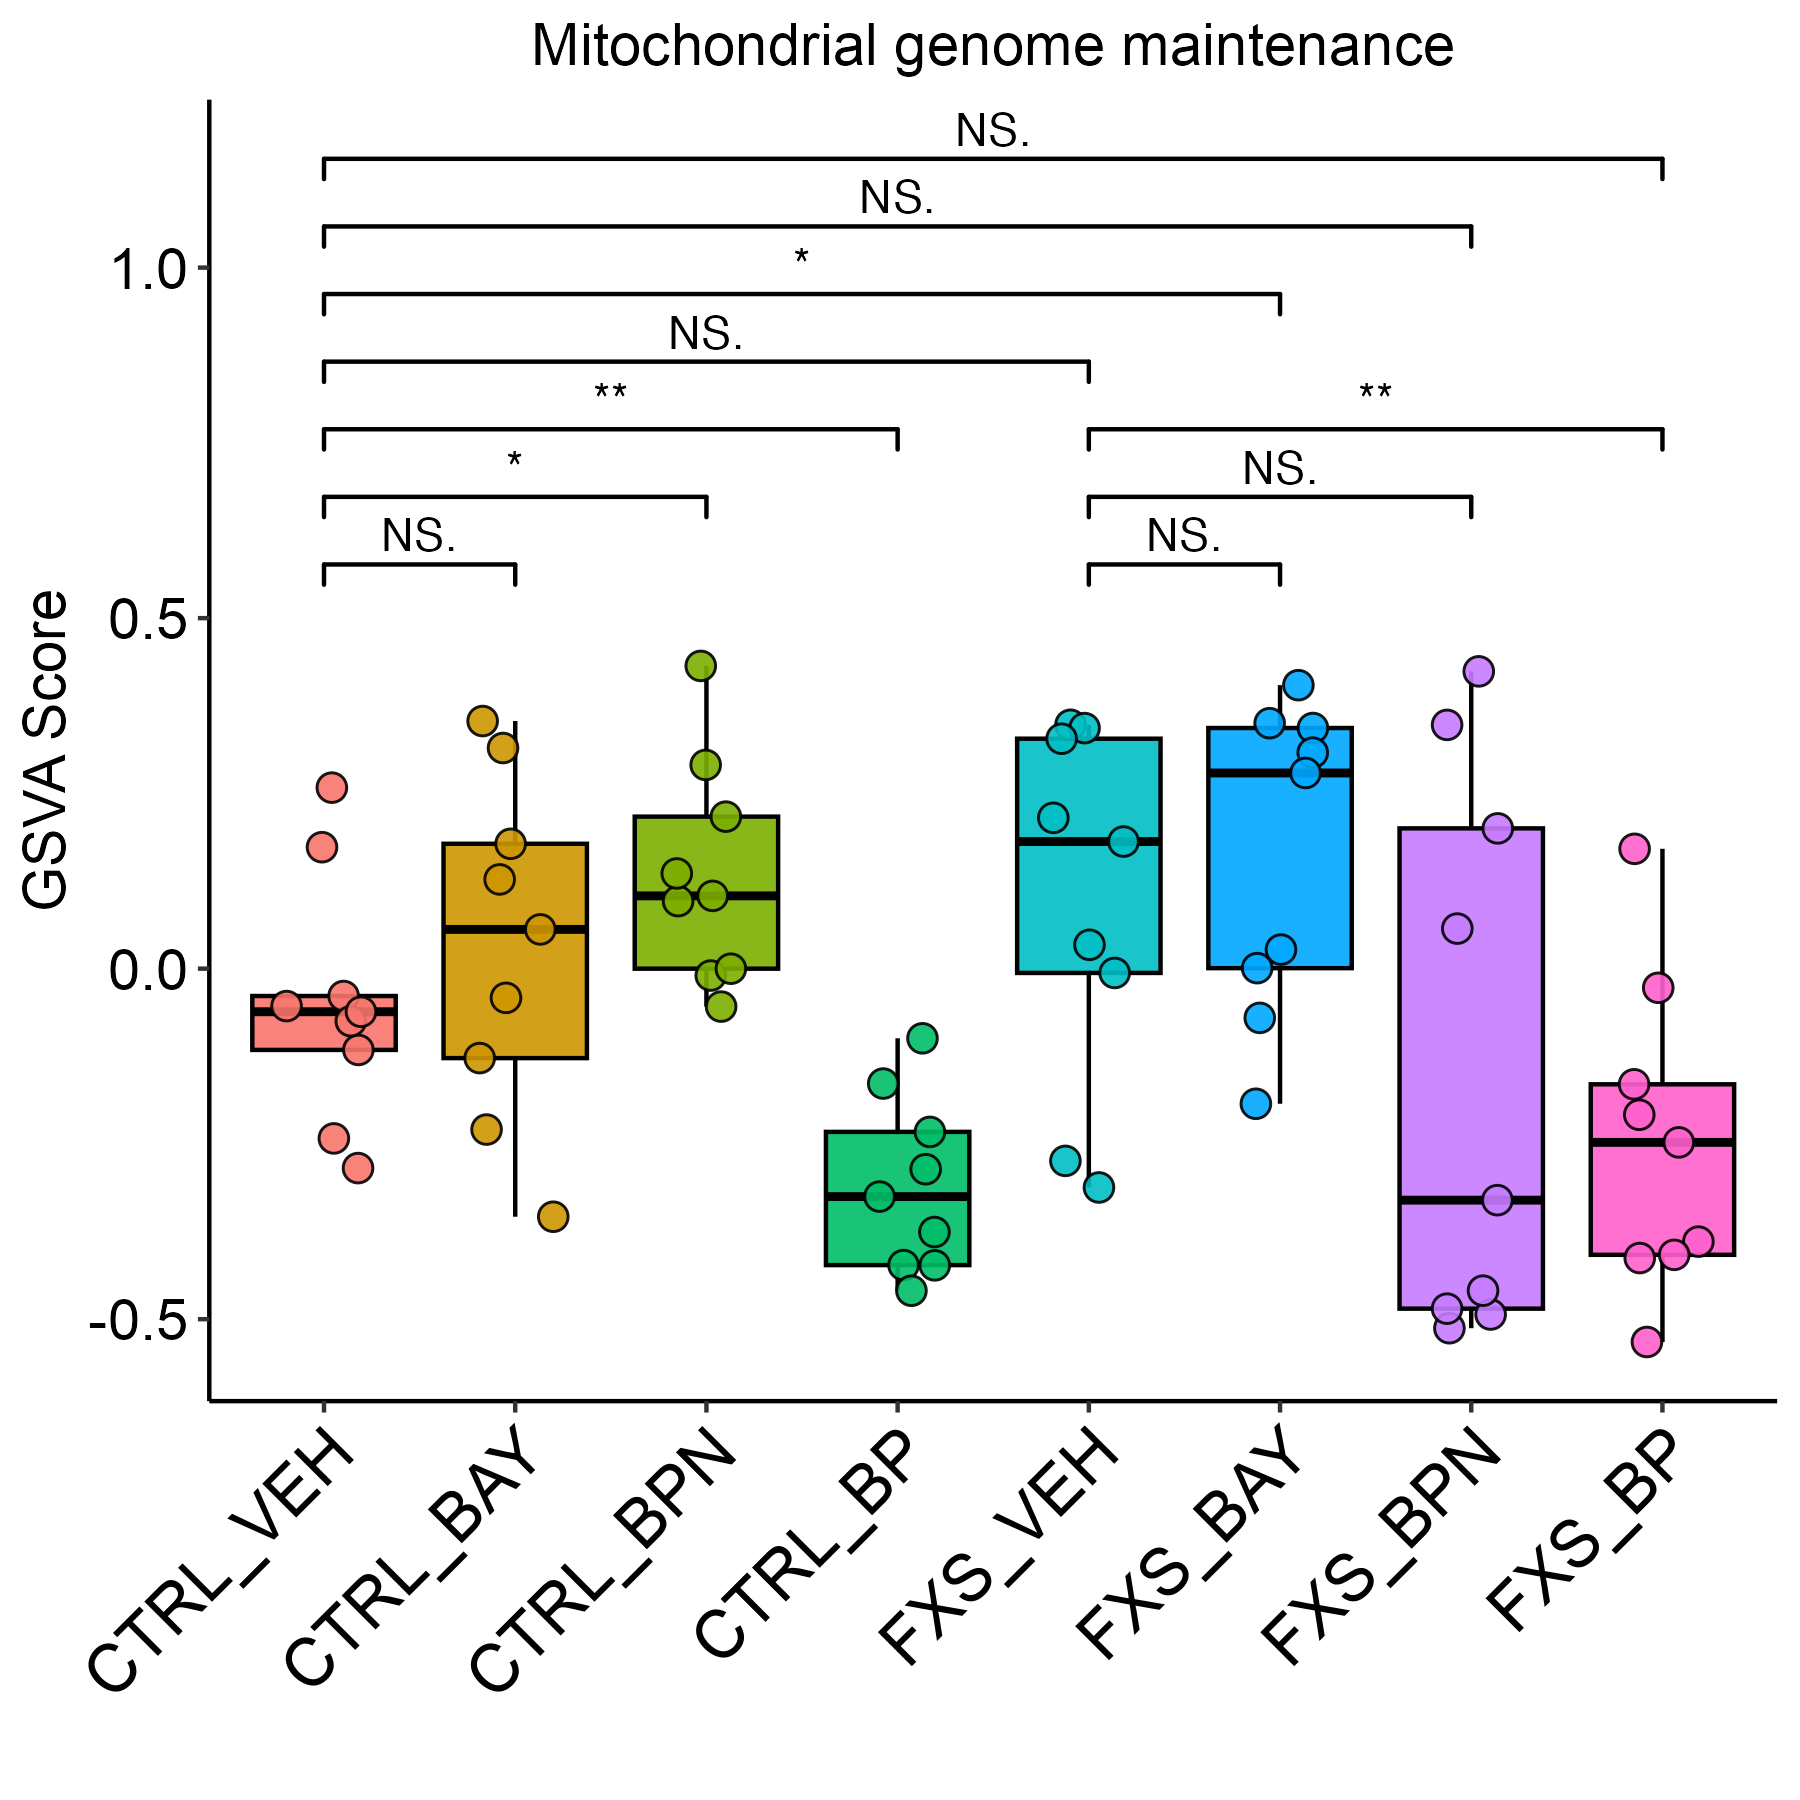 Mitochondrial genome maintenance
NS.
NS.
*
NS.
** **
* NS.
NS. NS.
GSVA Score
1.0
0.5
0.0
-0.5
CTRL_VEH
CTRL_BAY
CTRL_BPN
CTRL_BP
FXS_VEH
FXS_BAY
FXS_BPN
FXS_BP